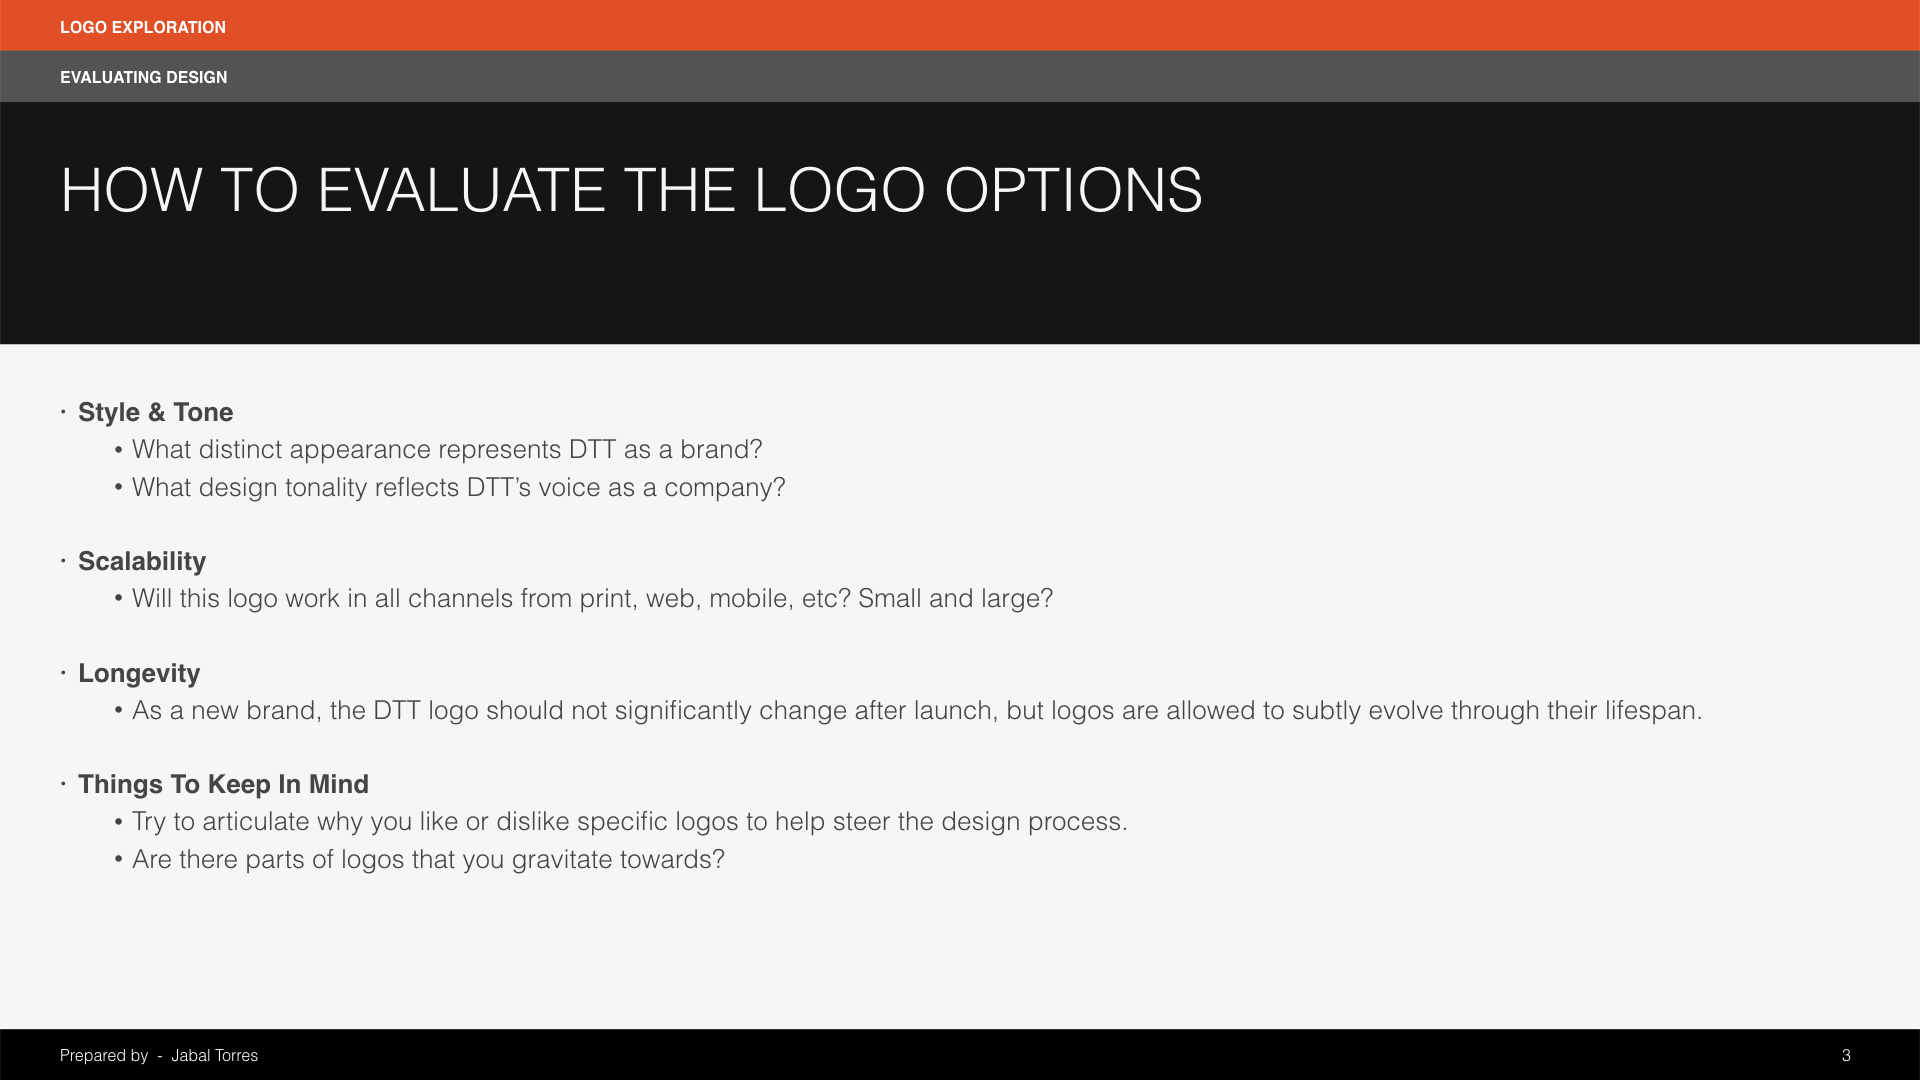 LOGO EXPLORATION
EVALUATING DESIGN
HOW TO EVALUATE THE LOGO OPTIONS
· Style & Tone
• What distinct appearance represents DTT as a brand?
• What design tonality reflects DTT’s voice as a company?
· Scalability
• Will this logo work in all channels from print, web, mobile, etc? Small and large?
· Longevity
• As a new brand, the DTT logo should not significantly change after launch, but logos are allowed to subtly evolve through their lifespan.
· Things To Keep In Mind
• Try to articulate why you like or dislike specific logos to help steer the design process.
• Are there parts of logos that you gravitate towards?
Prepared by - Jabal Torres
3